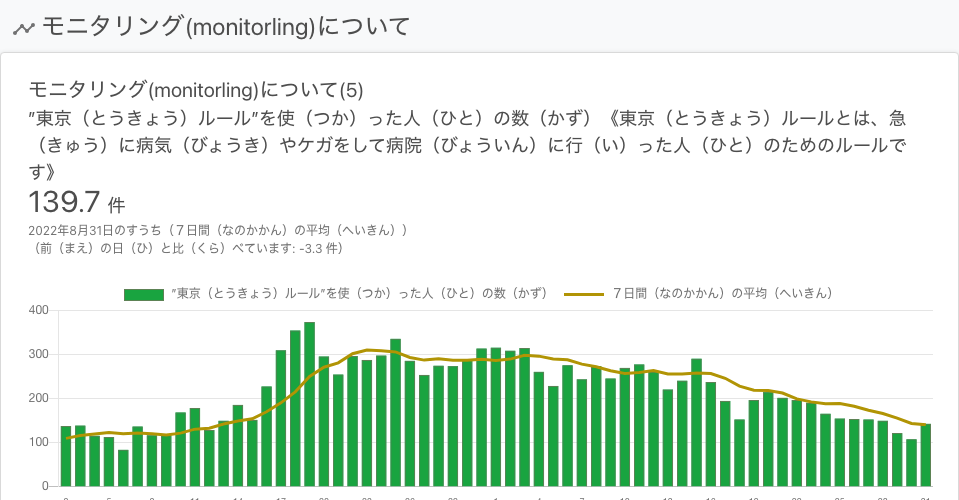 モニタリング(monitorling)について
モニタリング(monitorling)について(5)
”東京（とうきょう）ルール”を使（つか）った人（ひと）の数（かず）《東京（とうきょう）ルールとは、急
（きゅう）に病気（びょうき）やケガをして病院（びょういん）に行（い）った人（ひと）のためのルールで
す》
139.7 件
2022年8月31日のすうち（７日間（なのかかん）の平均（へいきん））
（前（まえ）の日（ひ）と比（くら）べています: -3.3 件）
”東京（とうきょう）ルール”を使（つか）った人（ひと）の数（かず） ７日間（なのかかん）の平均（へいきん）
400
300
200
100
0